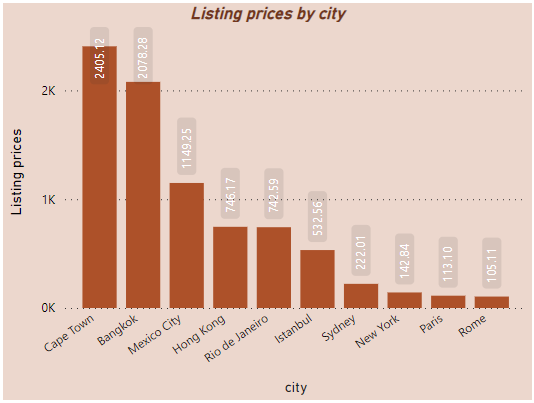 Listing prices by city
Listing prices
2K
1K
0K
2405.12
2078.28
1149.25
746.17
742.59
532.56
222.01
142.84
113.10
105.11
Cape Town
Bangkok
Mexico City
Hong Kong
Rio de Janeiro
Istanbul
Sydney
New York
Paris
Rome
city